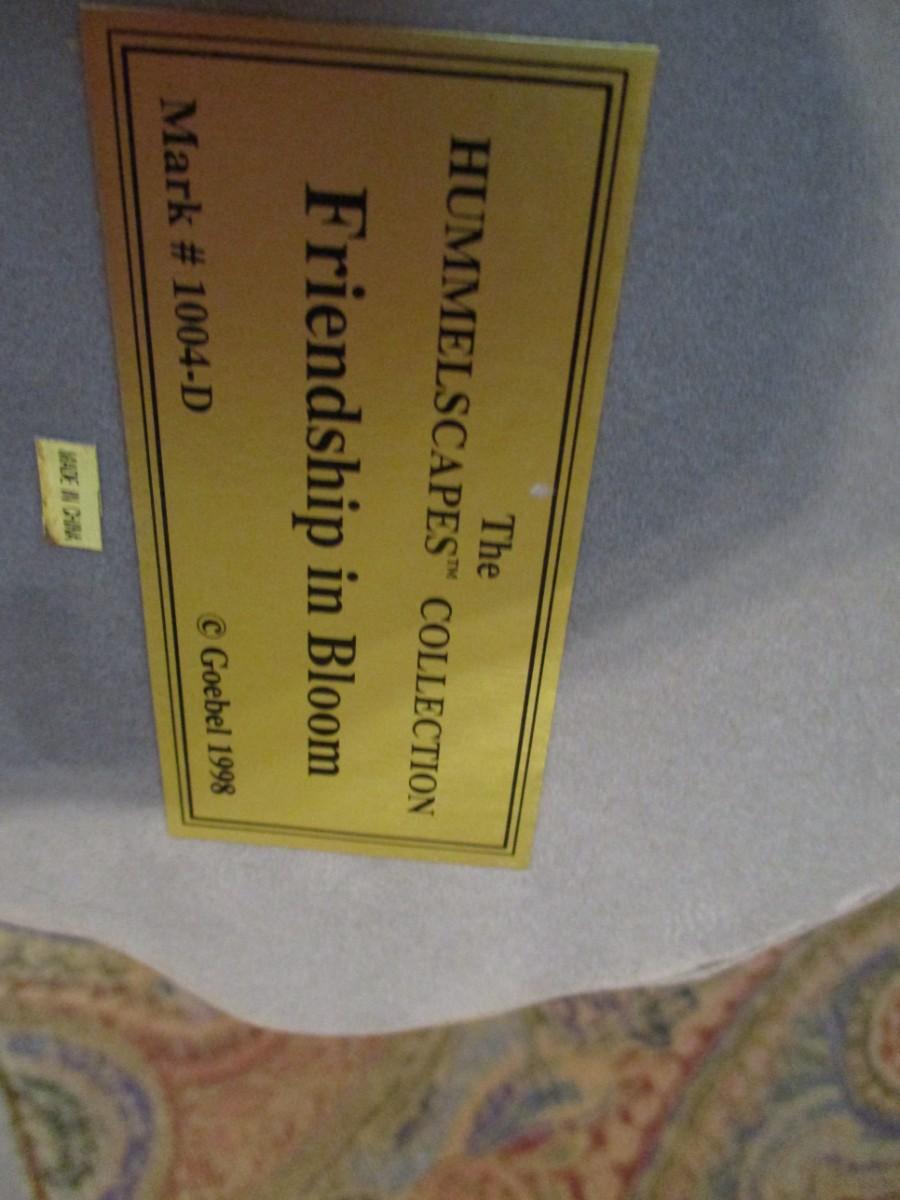 The
HUMMELSCAPES™ COLLECTION
Friendship in Bloom
Mark # 1004-D © Goebel 1998
MADE IN CHINA